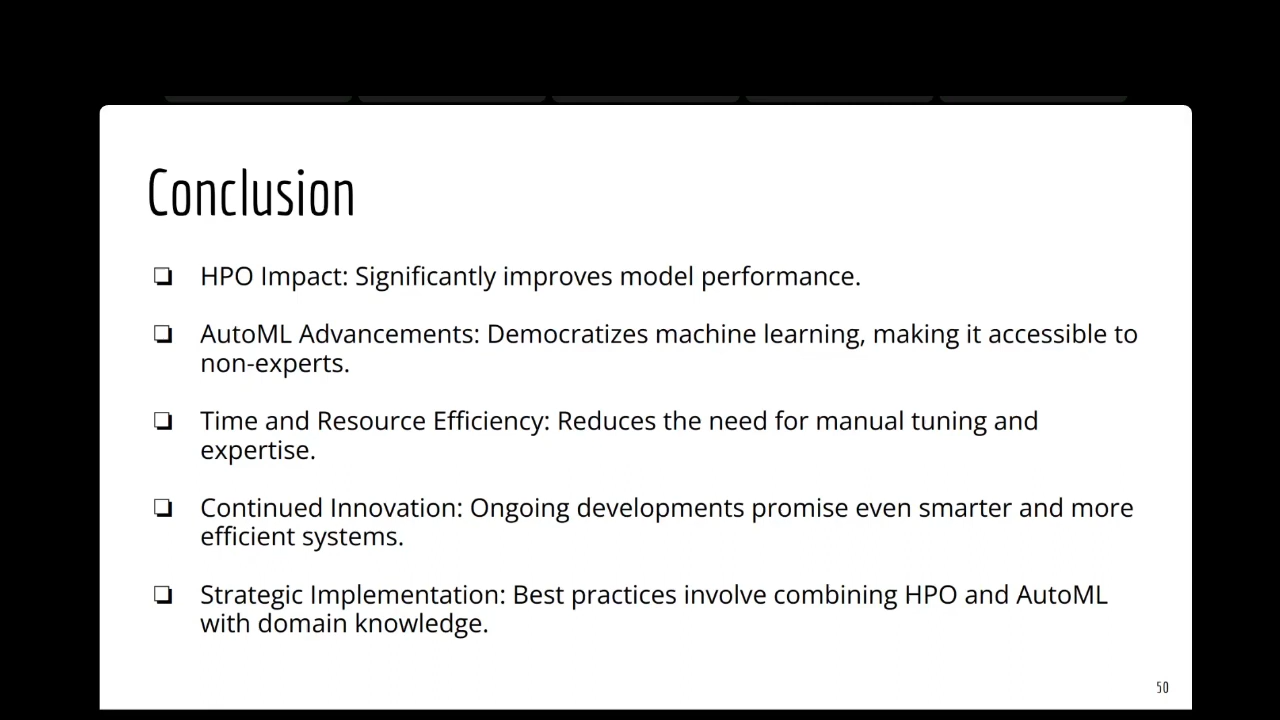 Conclusion
❏ HPO Impact: Significantly improves model performance.
❏ AutoML Advancements: Democratizes machine learning, making it accessible to
non-experts.
❏ Time and Resource Efficiency: Reduces the need for manual tuning and
expertise.
❏ Continued Innovation: Ongoing developments promise even smarter and more
efficient systems.
❏ Strategic Implementation: Best practices involve combining HPO and AutoML
with domain knowledge.
50